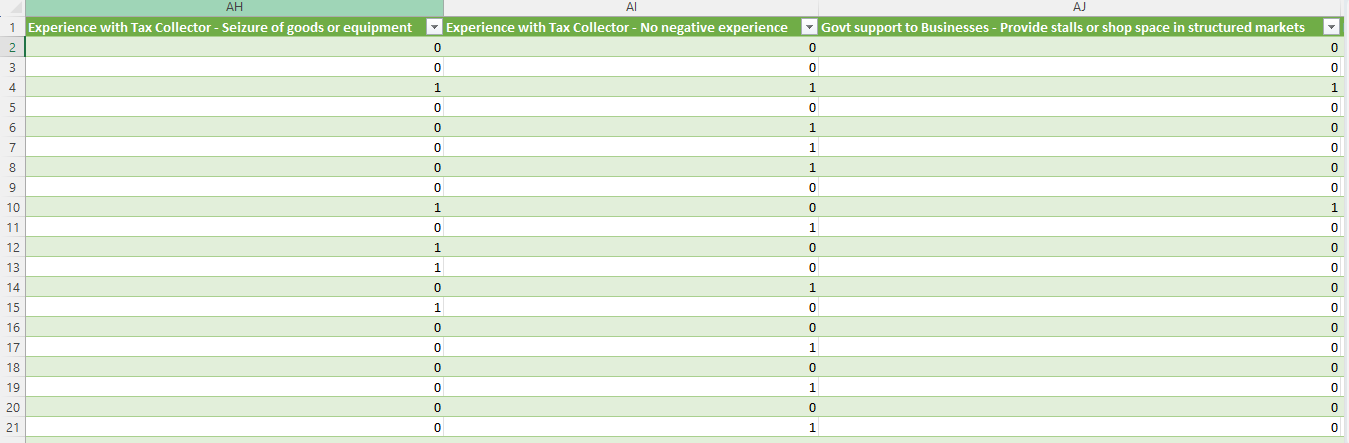 AH AI AJ
1 Experience with Tax Collector - Seizure of goods or equipment Experience with Tax Collector - No negative experience Govt support to Businesses - Provide stalls or shop space in structured markets
2 0 0 0
3 0 0 0
4 1 1 1
5 0 0 0
6 0 1 0
7 0 1 0
8 0 1 0
9 0 0 0
10 1 0 1
11 0 1 0
12 1 0 0
13 1 0 0
14 0 1 0
15 1 0 0
16 0 0 0
17 0 1 0
18 0 0 0
19 0 1 0
20 0 0 0
21 0 1 0